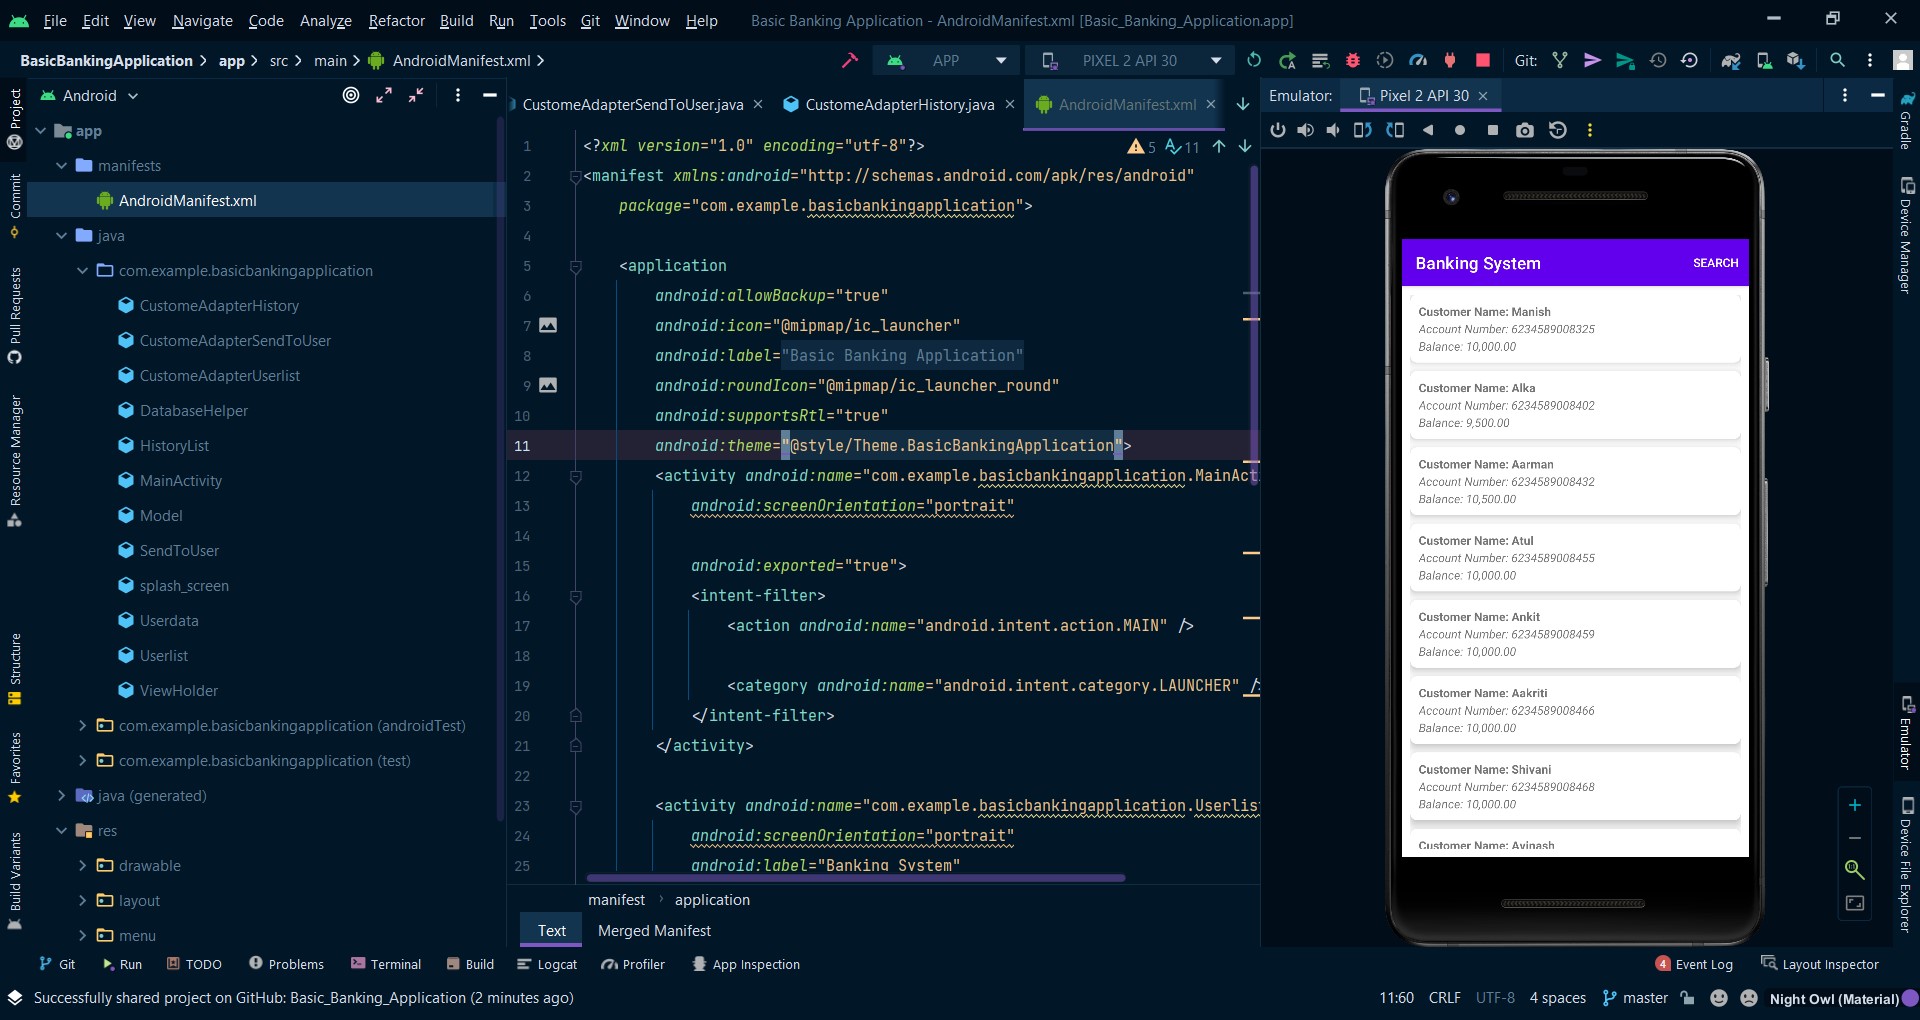 File Edit View Navigate Code Analyze Refactor Build Run Tools Git Window Help Basic Banking Application - AndroidManifest.xml [Basic_Banking_Application.app]
BasicBankingApplication app src main AndroidManifest.xml APP PIXEL 2 API 30 Git:
Android
CustomeAdapterSendToUser.java CustomeAdapterHistory.java AndroidManifest.xml
Emulator: Pixel 2 API 30
Project
Commit
Pull Requests
Resource Manager
Structure
Favorites
Build Variants
app
manifests
AndroidManifest.xml
java
com.example.basicbankingapplication
CustomeAdapterHistory
CustomeAdapterSendToUser
CustomeAdapterUserlist
DatabaseHelper
HistoryList
MainActivity
Model
SendToUser
splash_screen
Userdata
Userlist
ViewHolder
com.example.basicbankingapplication (androidTest)
com.example.basicbankingapplication (test)
java (generated)
res
drawable
layout
menu
5 11
1 <?xml version="1.0" encoding="utf-8"?>
2 <manifest xmlns:android="http://schemas.android.com/apk/res/android"
3 package="com.example.basicbankingapplication">
4
5 <application
6 android:allowBackup="true"
7 android:icon="@mipmap/ic_launcher"
8 android:label="Basic Banking Application"
9 android:roundIcon="@mipmap/ic_launcher_round"
10 android:supportsRtl="true"
11 android:theme="@style/Theme.BasicBankingApplication">
12 <activity android:name="com.example.basicbankingapplication.MainAct
13 android:screenOrientation="portrait"
14
15 android:exported="true">
16 <intent-filter>
17 <action android:name="android.intent.action.MAIN" />
18
19 <category android:name="android.intent.category.LAUNCHER" />
20 </intent-filter>
21 </activity>
22
23 <activity android:name="com.example.basicbankingapplication.Userlist
24 android:screenOrientation="portrait"
25 android:label="Banking System"
manifest application
Text Merged Manifest
Banking System SEARCH
Customer Name: Manish
Account Number: 6234589008325
Balance: 10,000.00
Customer Name: Alka
Account Number: 6234589008402
Balance: 9,500.00
Customer Name: Aarman
Account Number: 6234589008432
Balance: 10,500.00
Customer Name: Atul
Account Number: 6234589008455
Balance: 10,000.00
Customer Name: Ankit
Account Number: 6234589008459
Balance: 10,000.00
Customer Name: Aakriti
Account Number: 6234589008466
Balance: 10,000.00
Customer Name: Shivani
Account Number: 6234589008468
Balance: 10,000.00
Customer Name: Avinash
1:1
Gradle
Device Manager
Emulator
Device File Explorer
Git Run TODO Problems Terminal Build Logcat Profiler App Inspection 4 Event Log Layout Inspector
Successfully shared project on GitHub: Basic_Banking_Application (2 minutes ago) 11:60 CRLF UTF-8 4 spaces master Night Owl (Material)